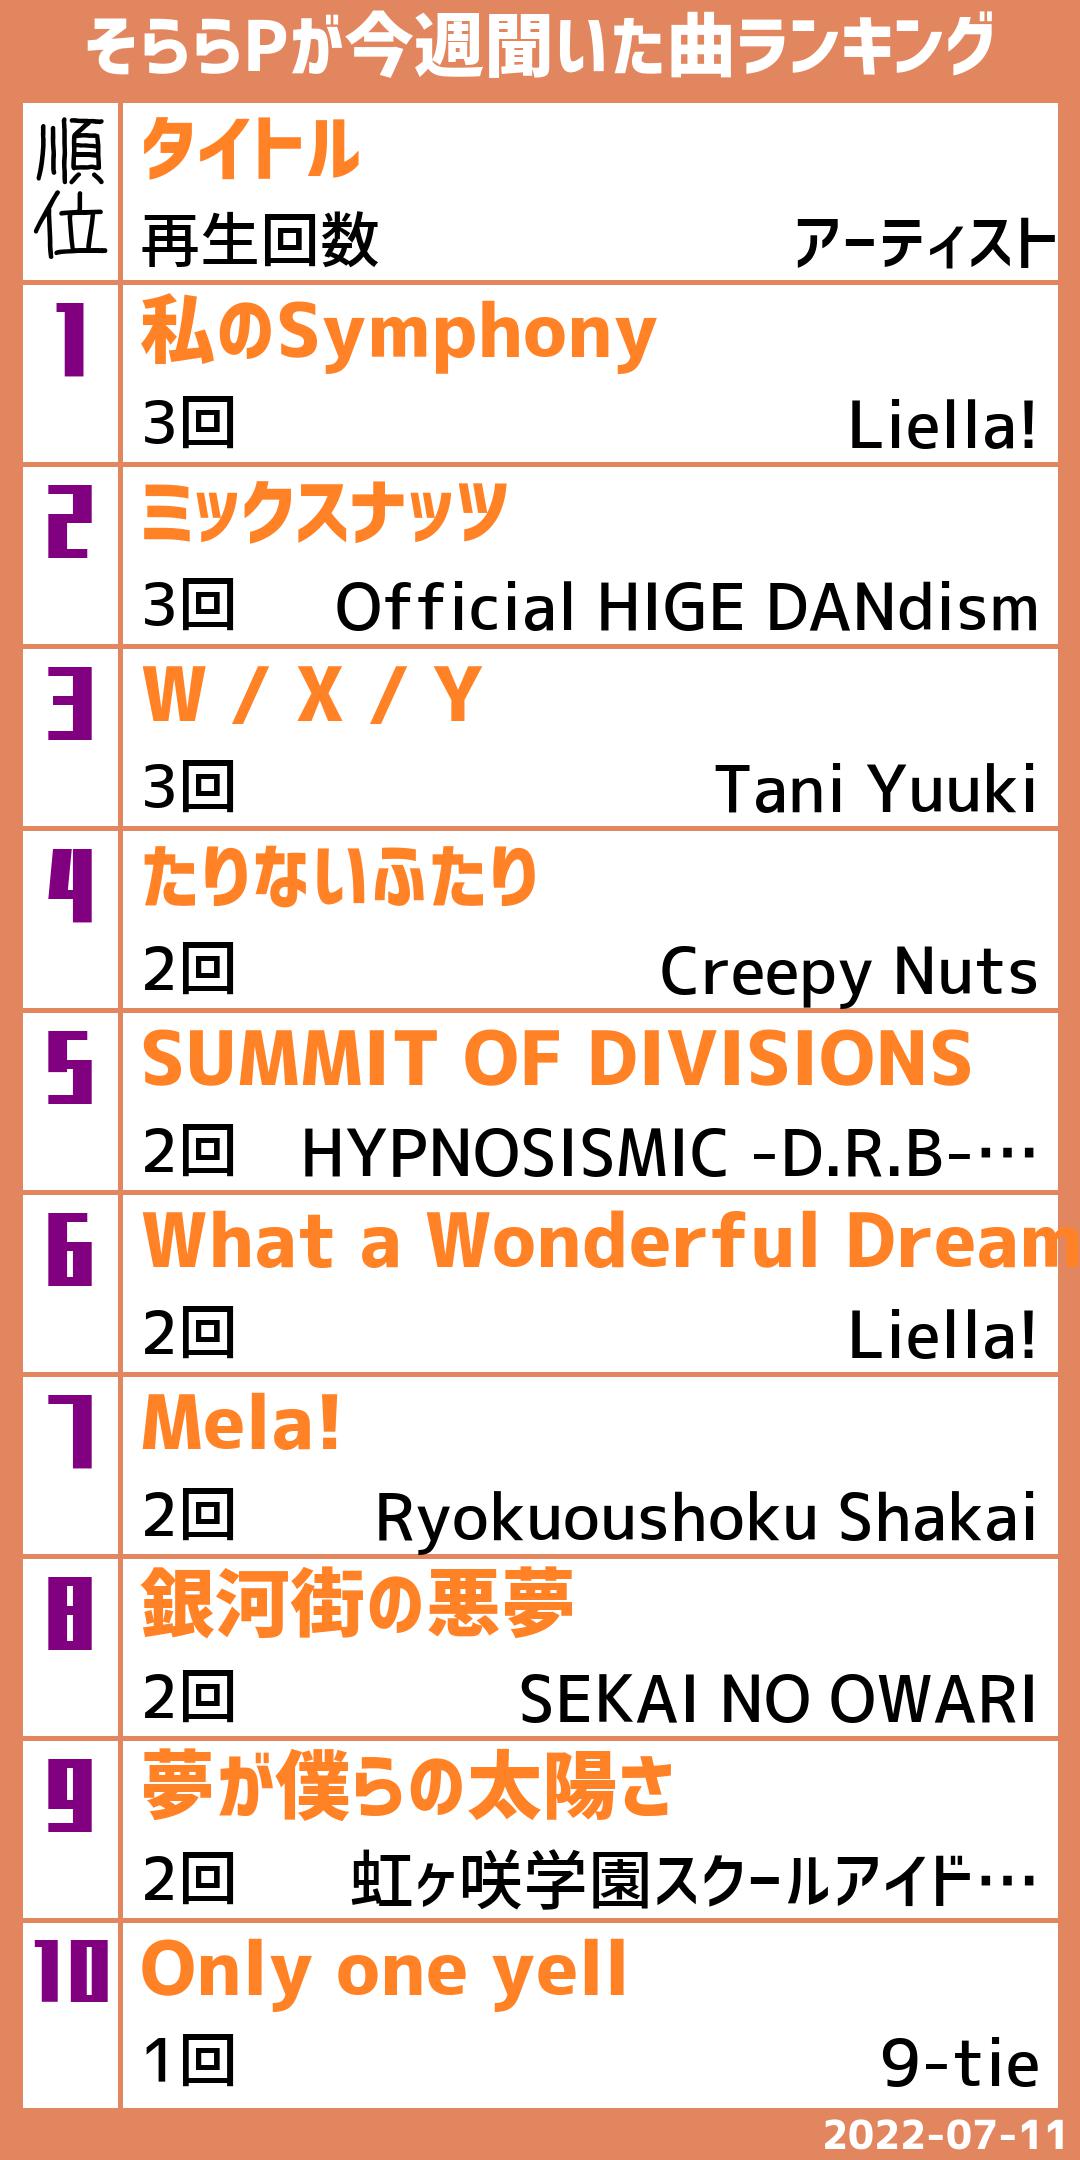 そららPが今週聞いた曲ランキング
順位
タイトル
再生回数 アーティスト
1
私のSymphony
3回 Liella!
2
ミックスナッツ
3回 Official HIGE DANdism
3
W / X / Y
3回 Tani Yuuki
4
たりないふたり
2回 Creepy Nuts
5
SUMMIT OF DIVISIONS
2回 HYPNOSISMIC -D.R.B-…
6
What a Wonderful Dream
2回 Liella!
7
Mela!
2回 Ryokuoushoku Shakai
8
銀河街の悪夢
2回 SEKAI NO OWARI
9
夢が僕らの太陽さ
2回 虹ヶ咲学園スクールアイド…
10
Only one yell
1回 9-tie
2022-07-11